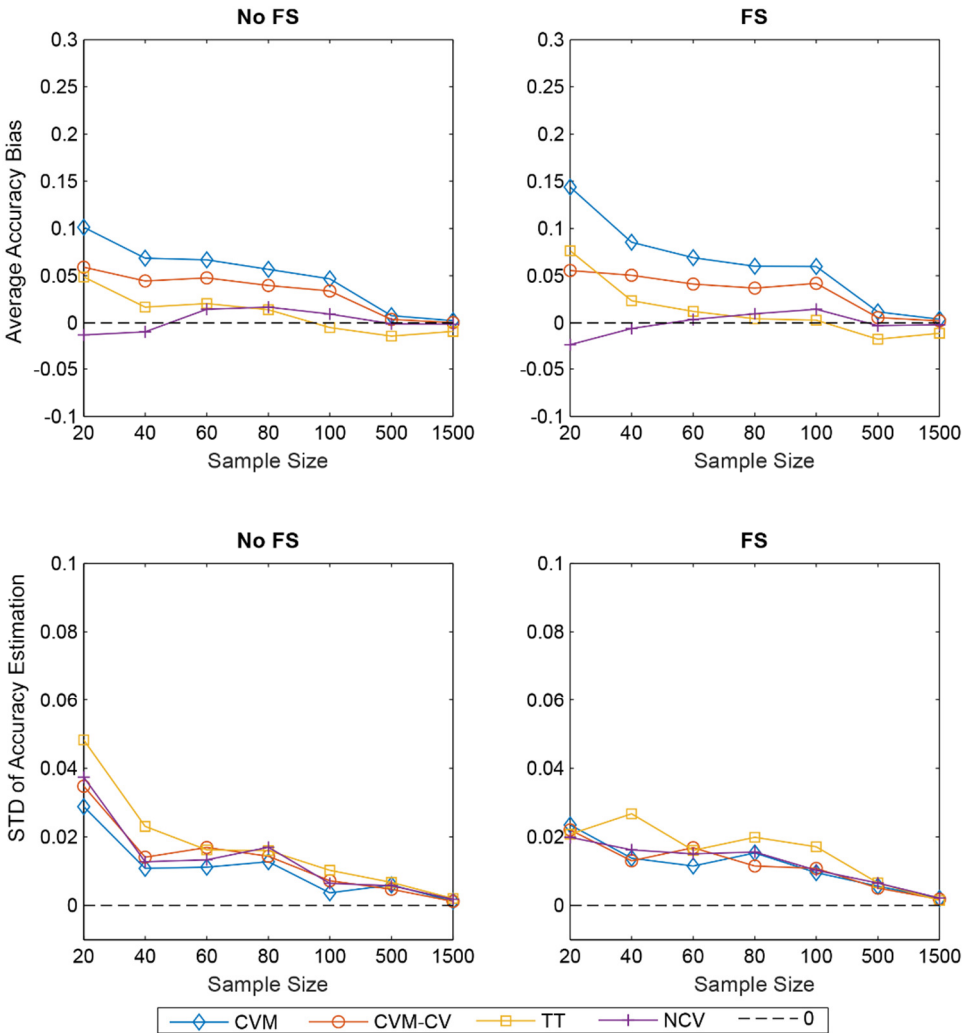 No FS
FS
Average Accuracy Bias
0.3
0.25
0.2
0.15
0.1
0.05
0
-0.05
-0.1
20 40 60 80 100 500 1500
Sample Size
0.3
0.25
0.2
0.15
0.1
0.05
0
-0.05
-0.1
20 40 60 80 100 500 1500
Sample Size
No FS
FS
STD of Accuracy Estimation
0.1
0.08
0.06
0.04
0.02
0
20 40 60 80 100 500 1500
Sample Size
0.1
0.08
0.06
0.04
0.02
0
20 40 60 80 100 500 1500
Sample Size
CVM CVM-CV TT NCV 0